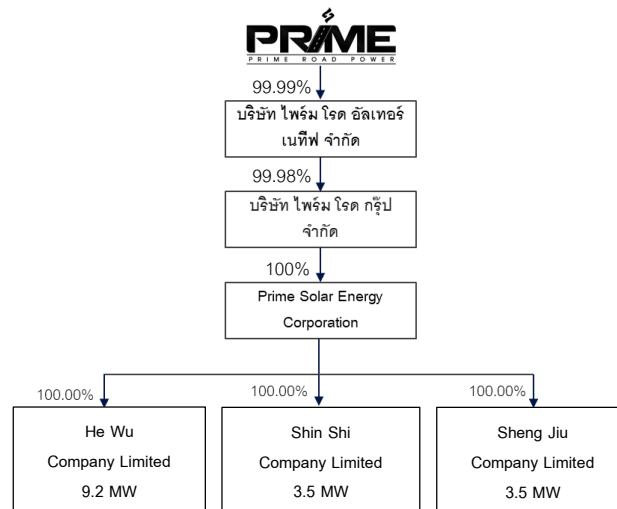 PRIME
PRIME ROAD POWER
99.99%
บริษัท ไพร์ม โรด อัลเทอร์
เนทีฟ จำกัด
99.98%
บริษัท ไพร์ม โรด กรุ๊ป
จำกัด
100%
Prime Solar Energy
Corporation
100.00%
100.00%
100.00%
He Wu
Company Limited
9.2 MW
Shin Shi
Company Limited
3.5 MW
Sheng Jiu
Company Limited
3.5 MW